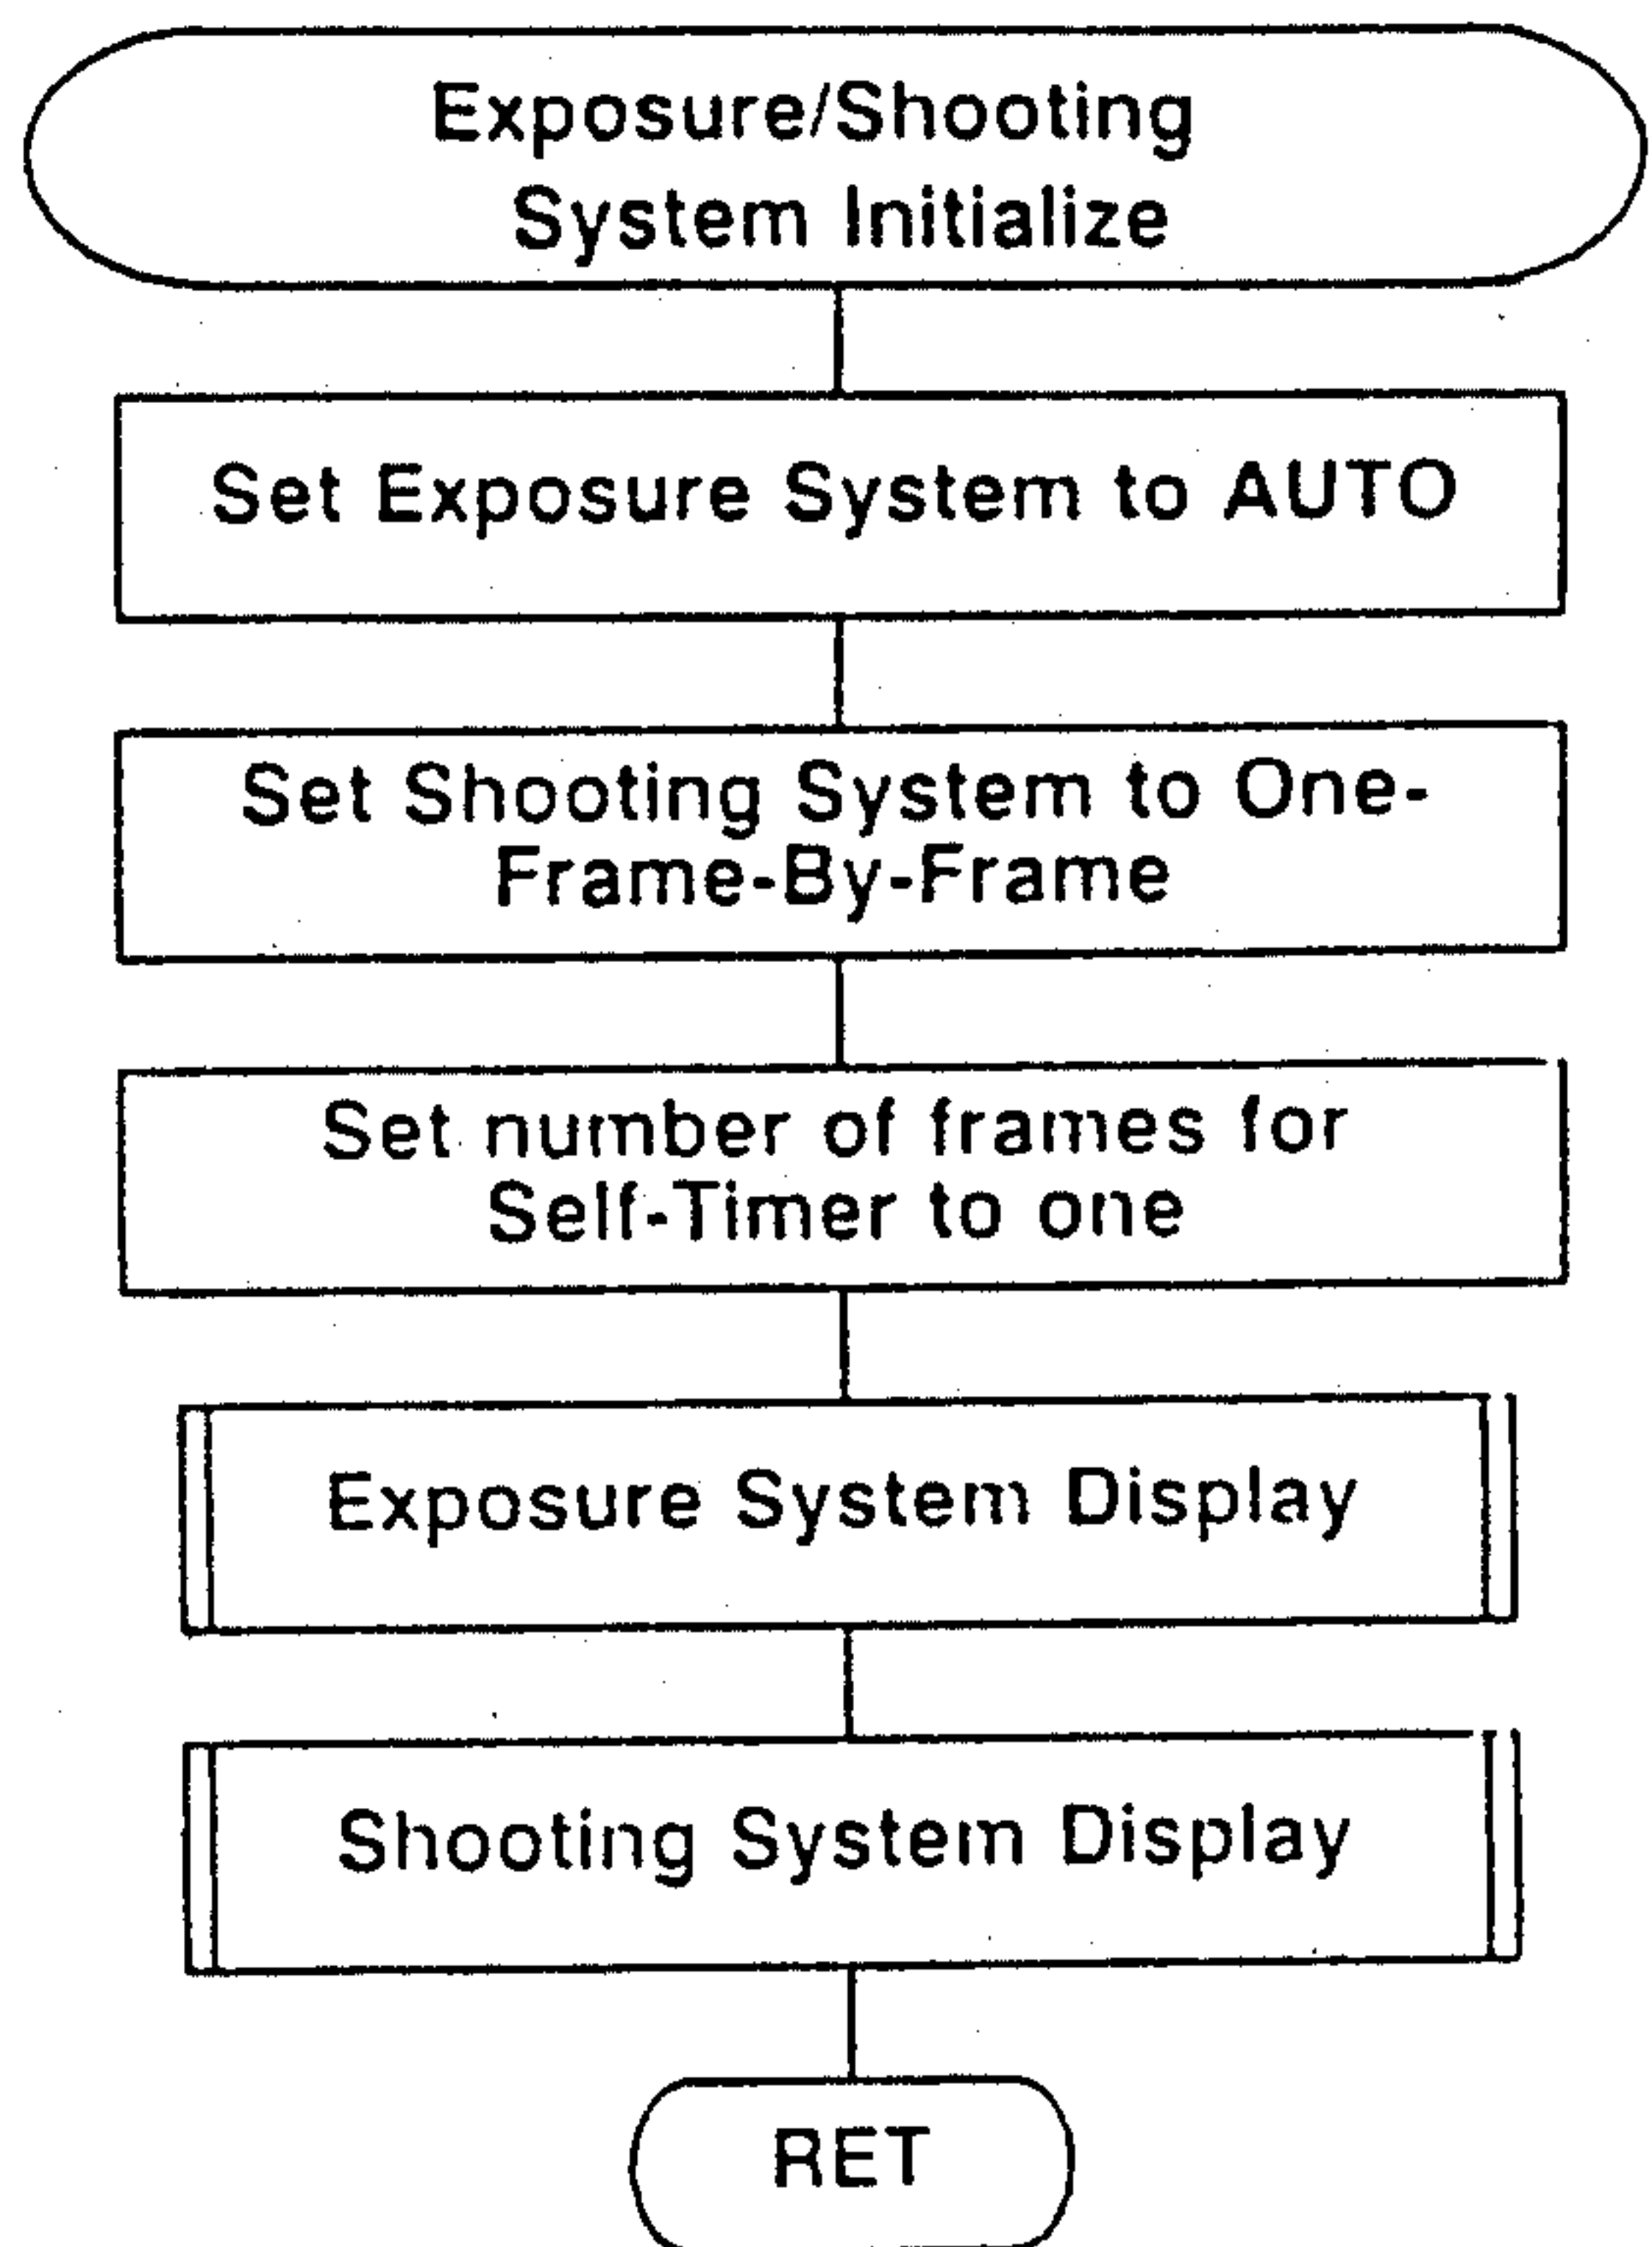 Exposure/Shooting
System Initialize
Set Exposure System to AUTO
Set Shooting System to One-
Frame-By-Frame
Set number of frames for
Self-Timer to one
Exposure System Display
Shooting System Display
RET